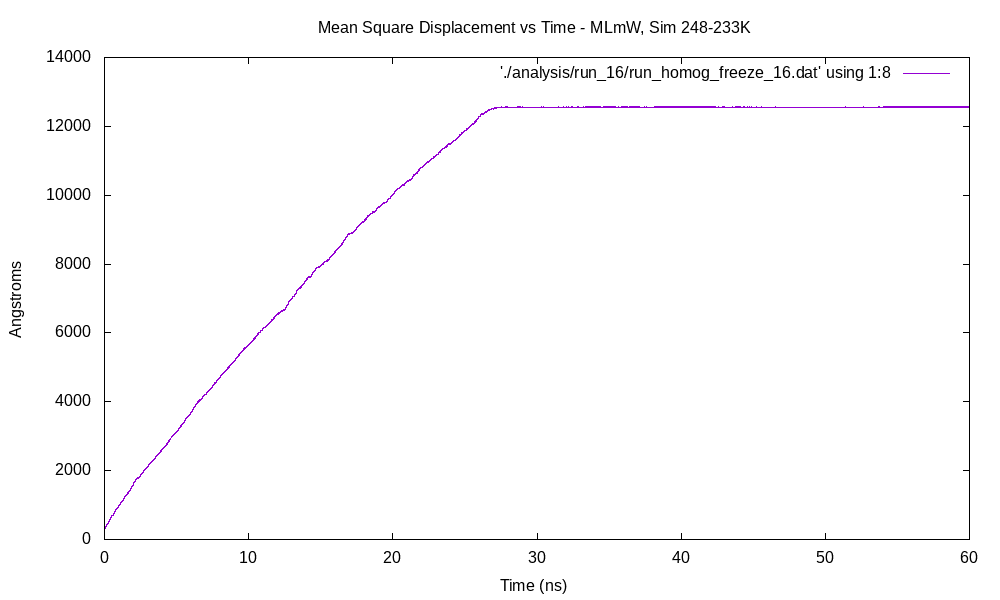 Mean Square Displacement vs Time - MLmW, Sim 248-233K
'./analysis/run_16/run_homog_freeze_16.dat' using 1:8
14000
12000
10000
8000
6000
4000
2000
0
Angstroms
0 10 20 30 40 50 60
Time (ns)